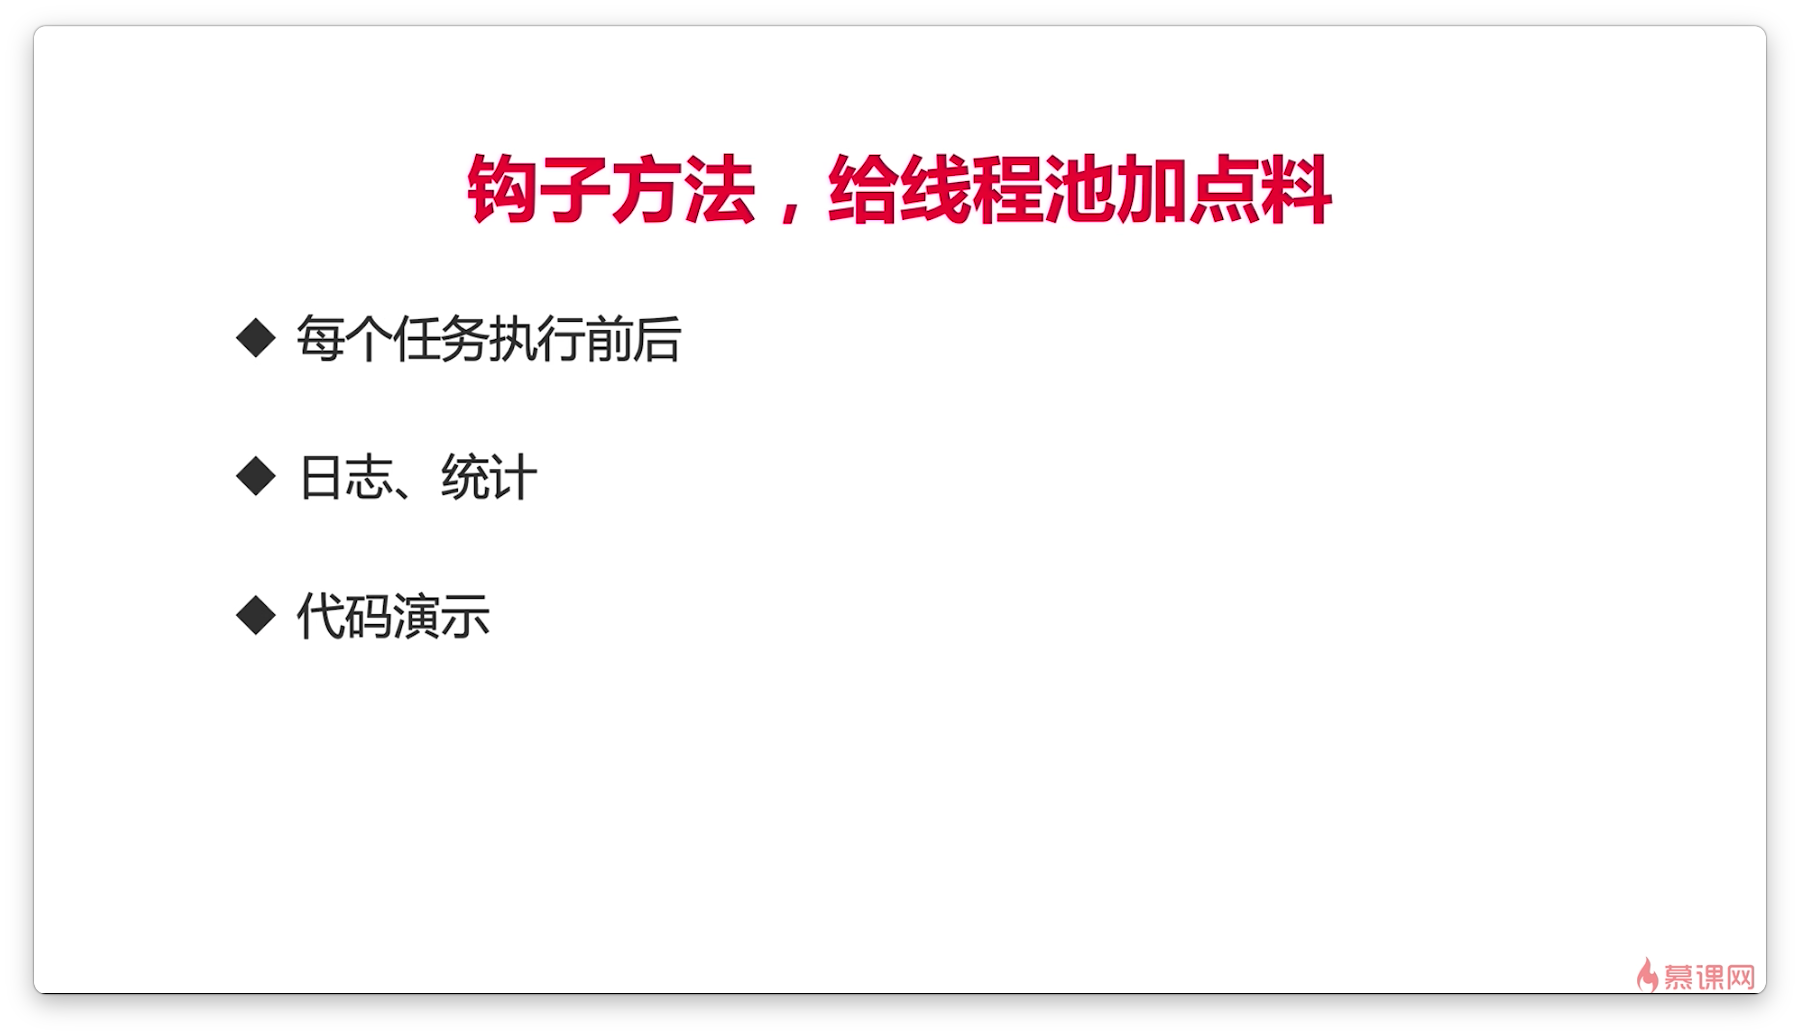 钩子方法，给线程池加点料
◆ 每个任务执行前后
◆ 日志、统计
◆ 代码演示
慕课网